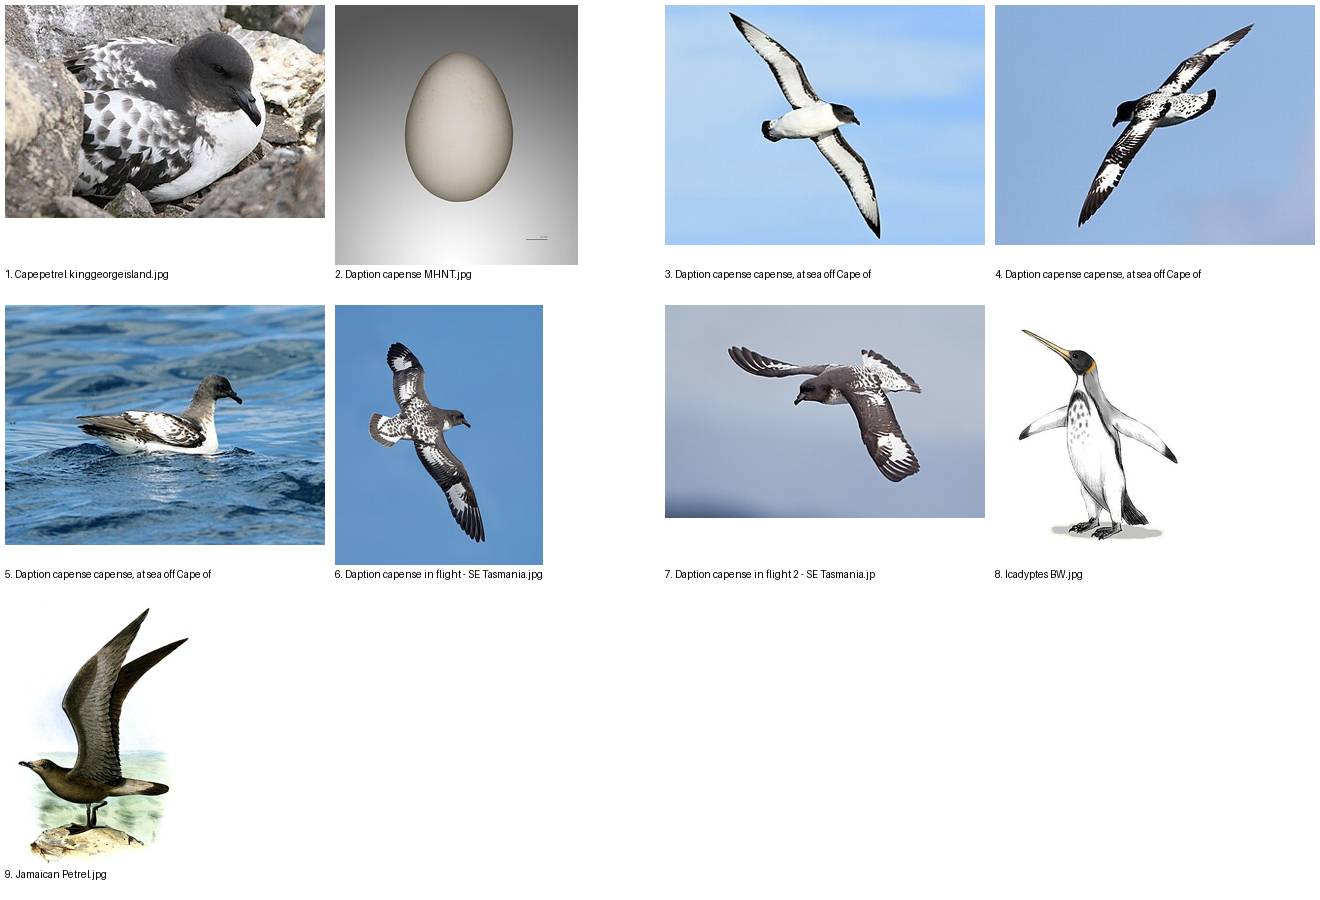 1. Capepetrel kinggeorgeisland.jpg
2. Daption capense MHNT.jpg
3. Daption capense capense, at sea off Cape of
4. Daption capense capense, at sea off Cape of
5. Daption capense capense, at sea off Cape of
6. Daption capense in flight - SE Tasmania.jpg
7. Daption capense in flight 2 - SE Tasmania.jp
8. Icadyptes BW.jpg
9. Jamaican Petrel.jpg